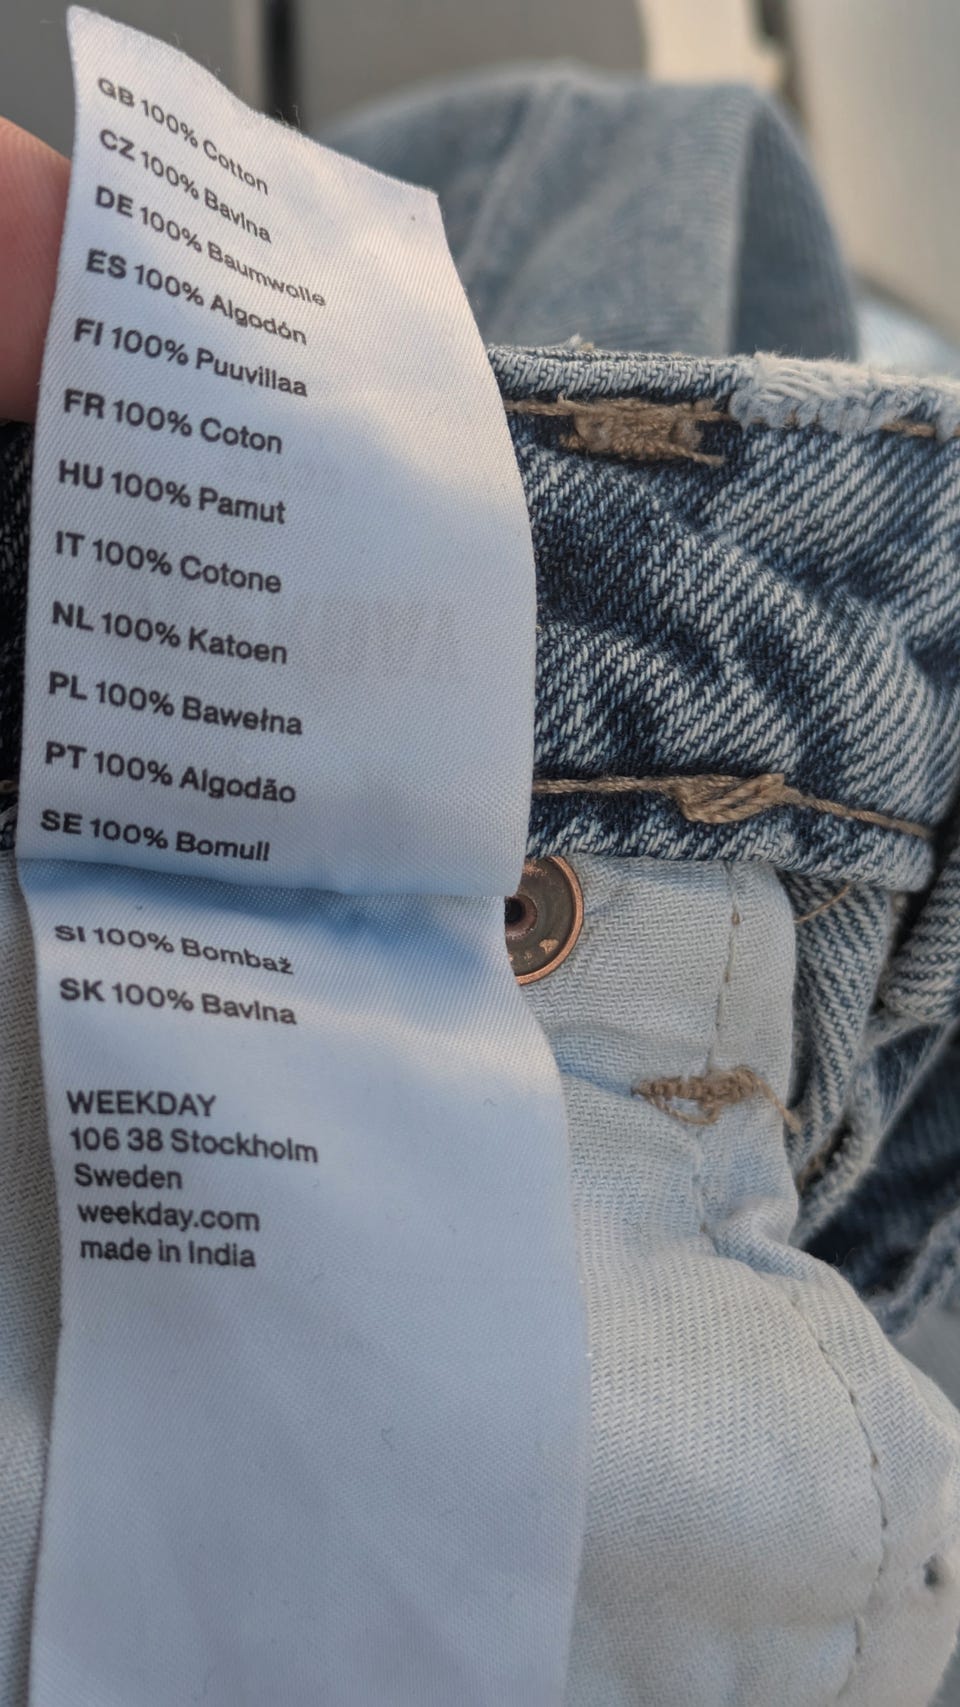 GB 100% Cotton
CZ 100% Bavlna
DE 100% Baumwolle
ES 100% Algodón
FI 100% Puuvillaa
FR 100% Coton
HU 100% Pamut
IT 100% Cotone
NL 100% Katoen
PL 100% Bawełna
PT 100% Algodão
SE 100% Bomull
SI 100% Bombaž
SK 100% Bavlna
WEEKDAY
106 38 Stockholm
Sweden
weekday.com
made in India